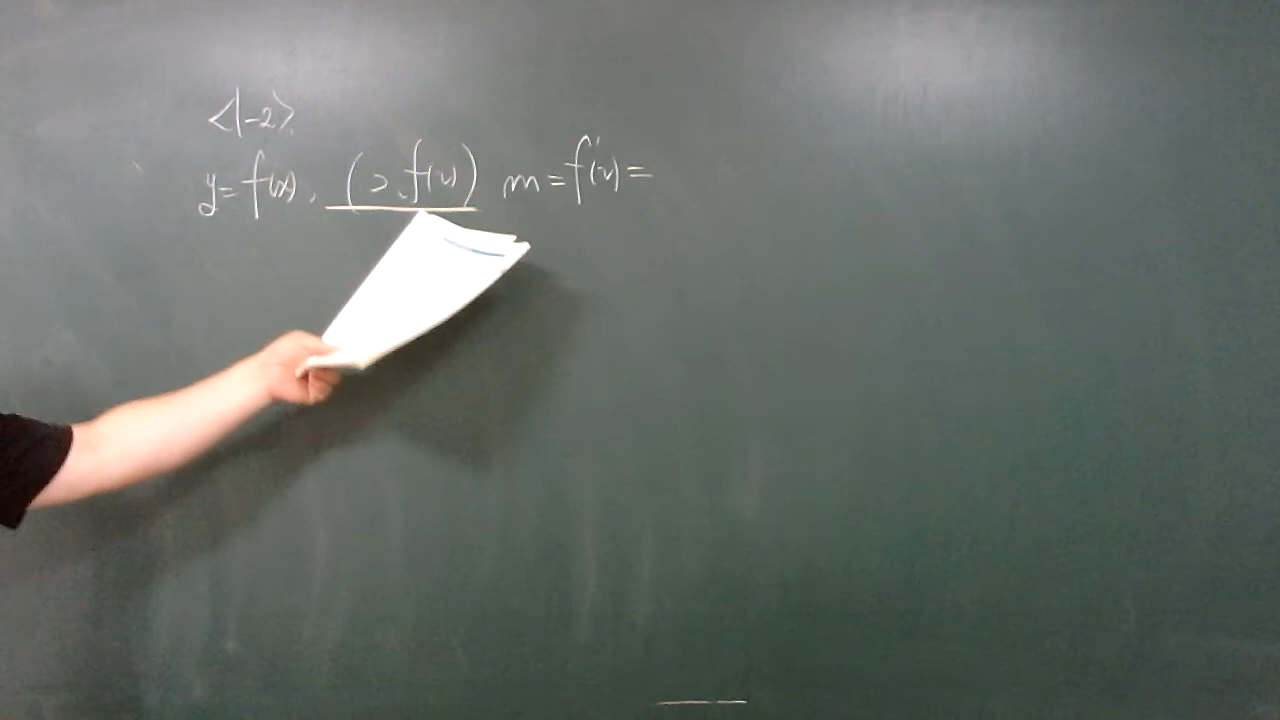 <1-2>
y=f(x), (2, f(2)) m=f'(2)=